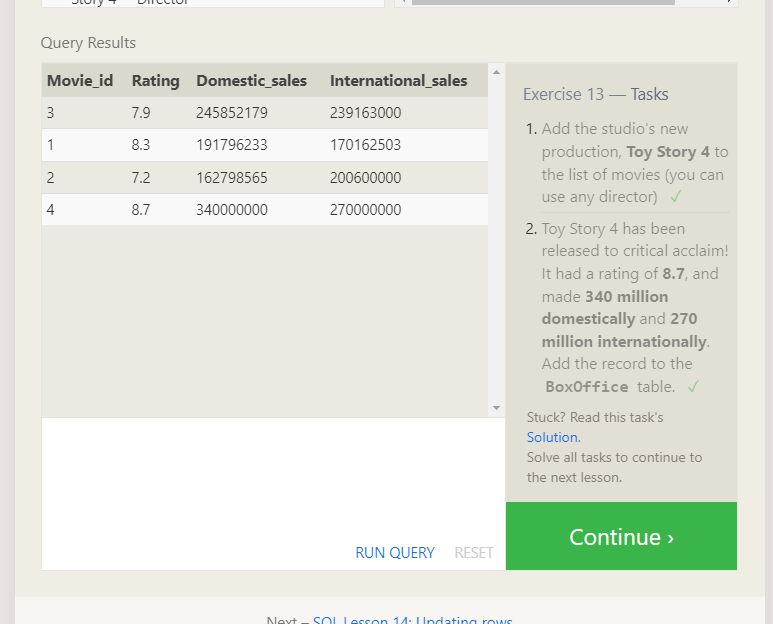 Story 4 Director
Query Results
Movie_id Rating Domestic_sales International_sales
3 7.9 245852179 239163000
1 8.3 191796233 170162503
2 7.2 162798565 200600000
4 8.7 340000000 270000000
Exercise 13 — Tasks
1. Add the studio's new
production, Toy Story 4 to
the list of movies (you can
use any director) ✓
2. Toy Story 4 has been
released to critical acclaim!
It had a rating of 8.7, and
made 340 million
domestically and 270
million internationally.
Add the record to the
BoxOffice table. ✓
Stuck? Read this task's
Solution.
Solve all tasks to continue to
the next lesson.
RUN QUERY RESET
Continue ›
Next – SQL Lesson 14: Updating rows